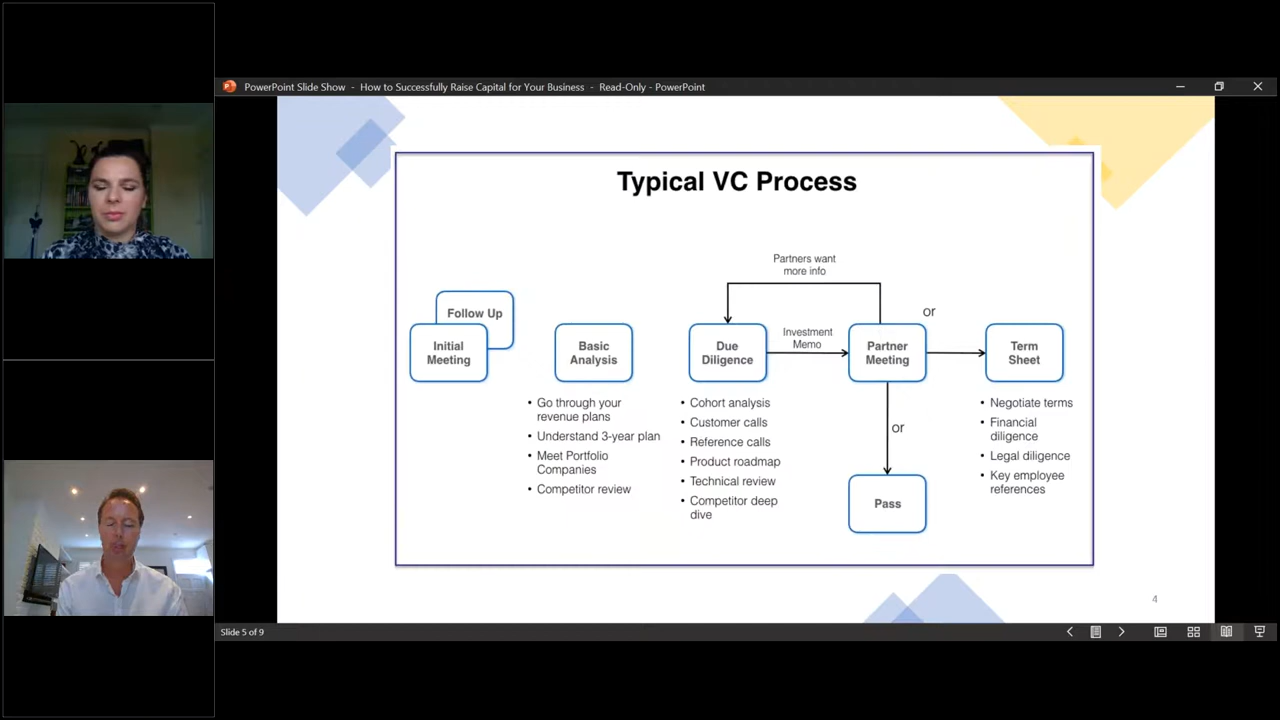 PowerPoint Slide Show - How to Successfully Raise Capital for Your Business - Read-Only - PowerPoint
Typical VC Process
Partners want
more info
or
Follow Up
Initial
Meeting
Basic
Analysis
Due
Diligence
Investment
Memo
Partner
Meeting
Term
Sheet
• Go through your
revenue plans
• Understand 3-year plan
• Meet Portfolio
Companies
• Competitor review
• Cohort analysis
• Customer calls
• Reference calls
• Product roadmap
• Technical review
• Competitor deep
dive
or
Pass
• Negotiate terms
• Financial
diligence
• Legal diligence
• Key employee
references
4
Slide 5 of 9